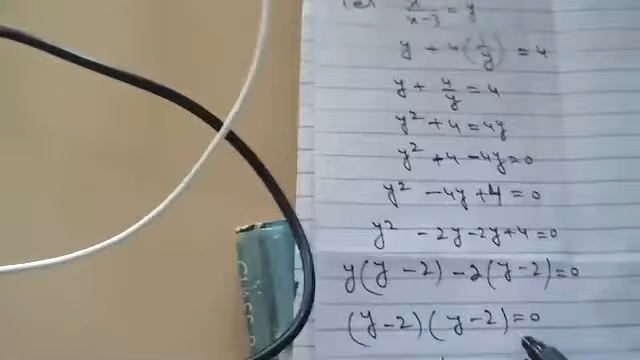 x/(x-3) = y
y + 4(1/y) = 4
y + 4/y = 4
y² + 4 = 4y
y² + 4 - 4y = 0
y² - 4y + 4 = 0
y² - 2y - 2y + 4 = 0
y(y - 2) - 2(y - 2) = 0
(y - 2)(y - 2) = 0